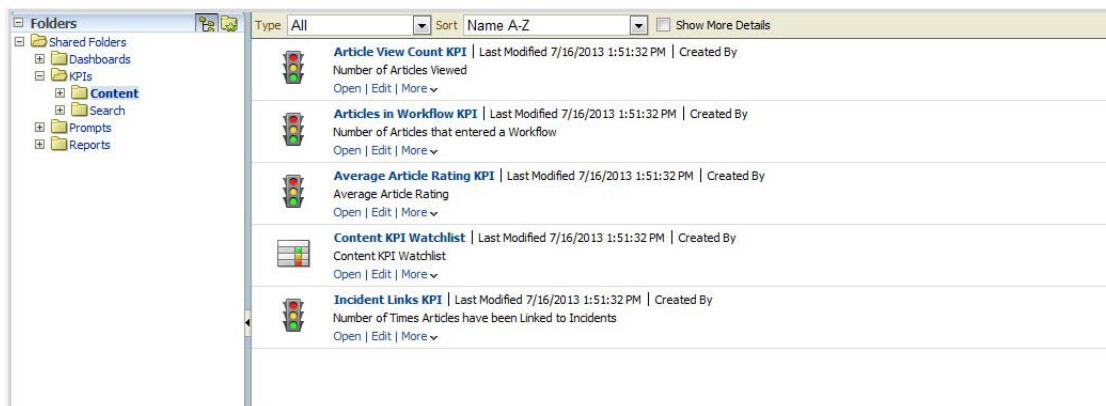 Folders
Shared Folders
Dashboards
KPIs
Content
Search
Prompts
Reports
Type All Sort Name A-Z Show More Details
Article View Count KPI | Last Modified 7/16/2013 1:51:32 PM | Created By
Number of Articles Viewed
Open | Edit | More
Articles in Workflow KPI | Last Modified 7/16/2013 1:51:32 PM | Created By
Number of Articles that entered a Workflow
Open | Edit | More
Average Article Rating KPI | Last Modified 7/16/2013 1:51:32 PM | Created By
Average Article Rating
Open | Edit | More
Content KPI Watchlist | Last Modified 7/16/2013 1:51:32 PM | Created By
Content KPI Watchlist
Open | Edit | More
Incident Links KPI | Last Modified 7/16/2013 1:51:32 PM | Created By
Number of Times Articles have been Linked to Incidents
Open | Edit | More